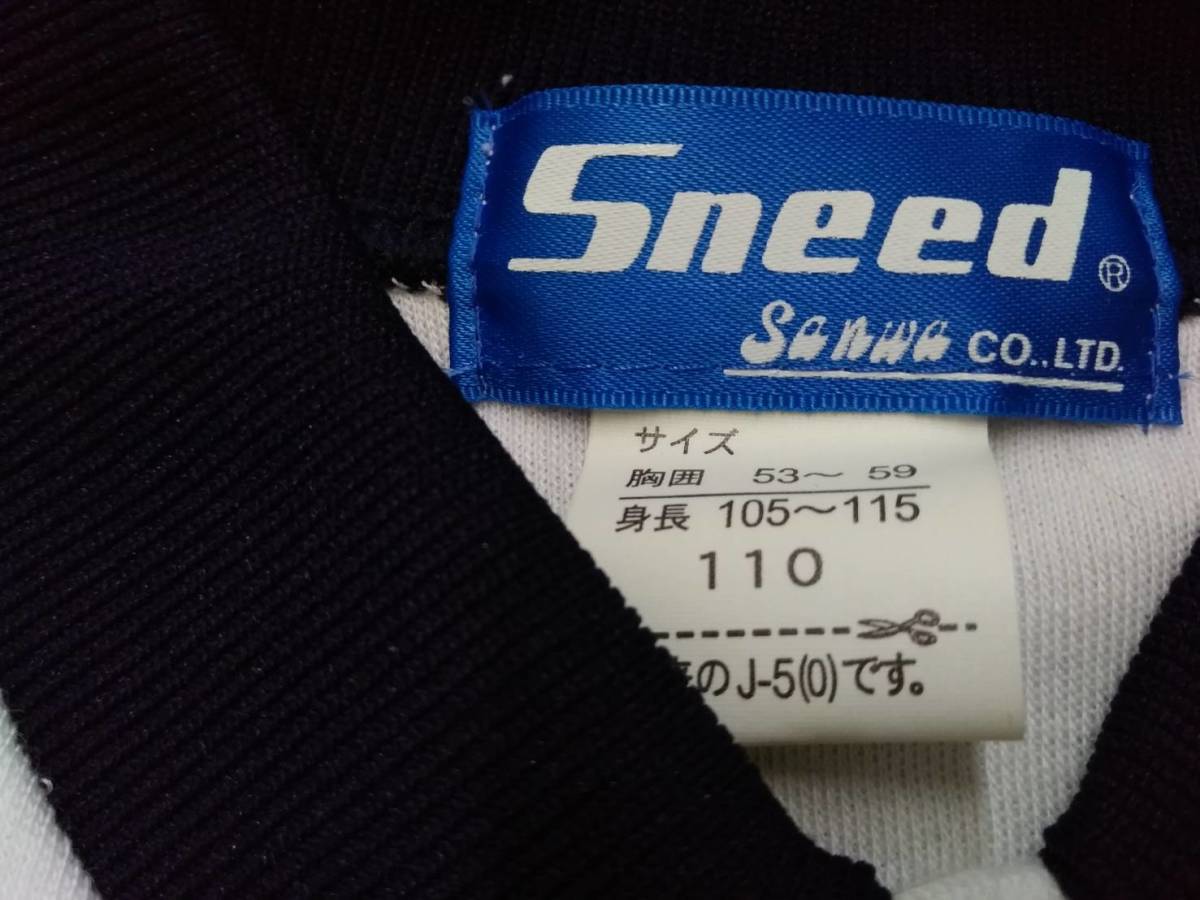 Sneed®
Sanwa CO.,LTD.
サイズ
胸囲 53～ 59
身長 105～115
110
のJ-5(0)です。